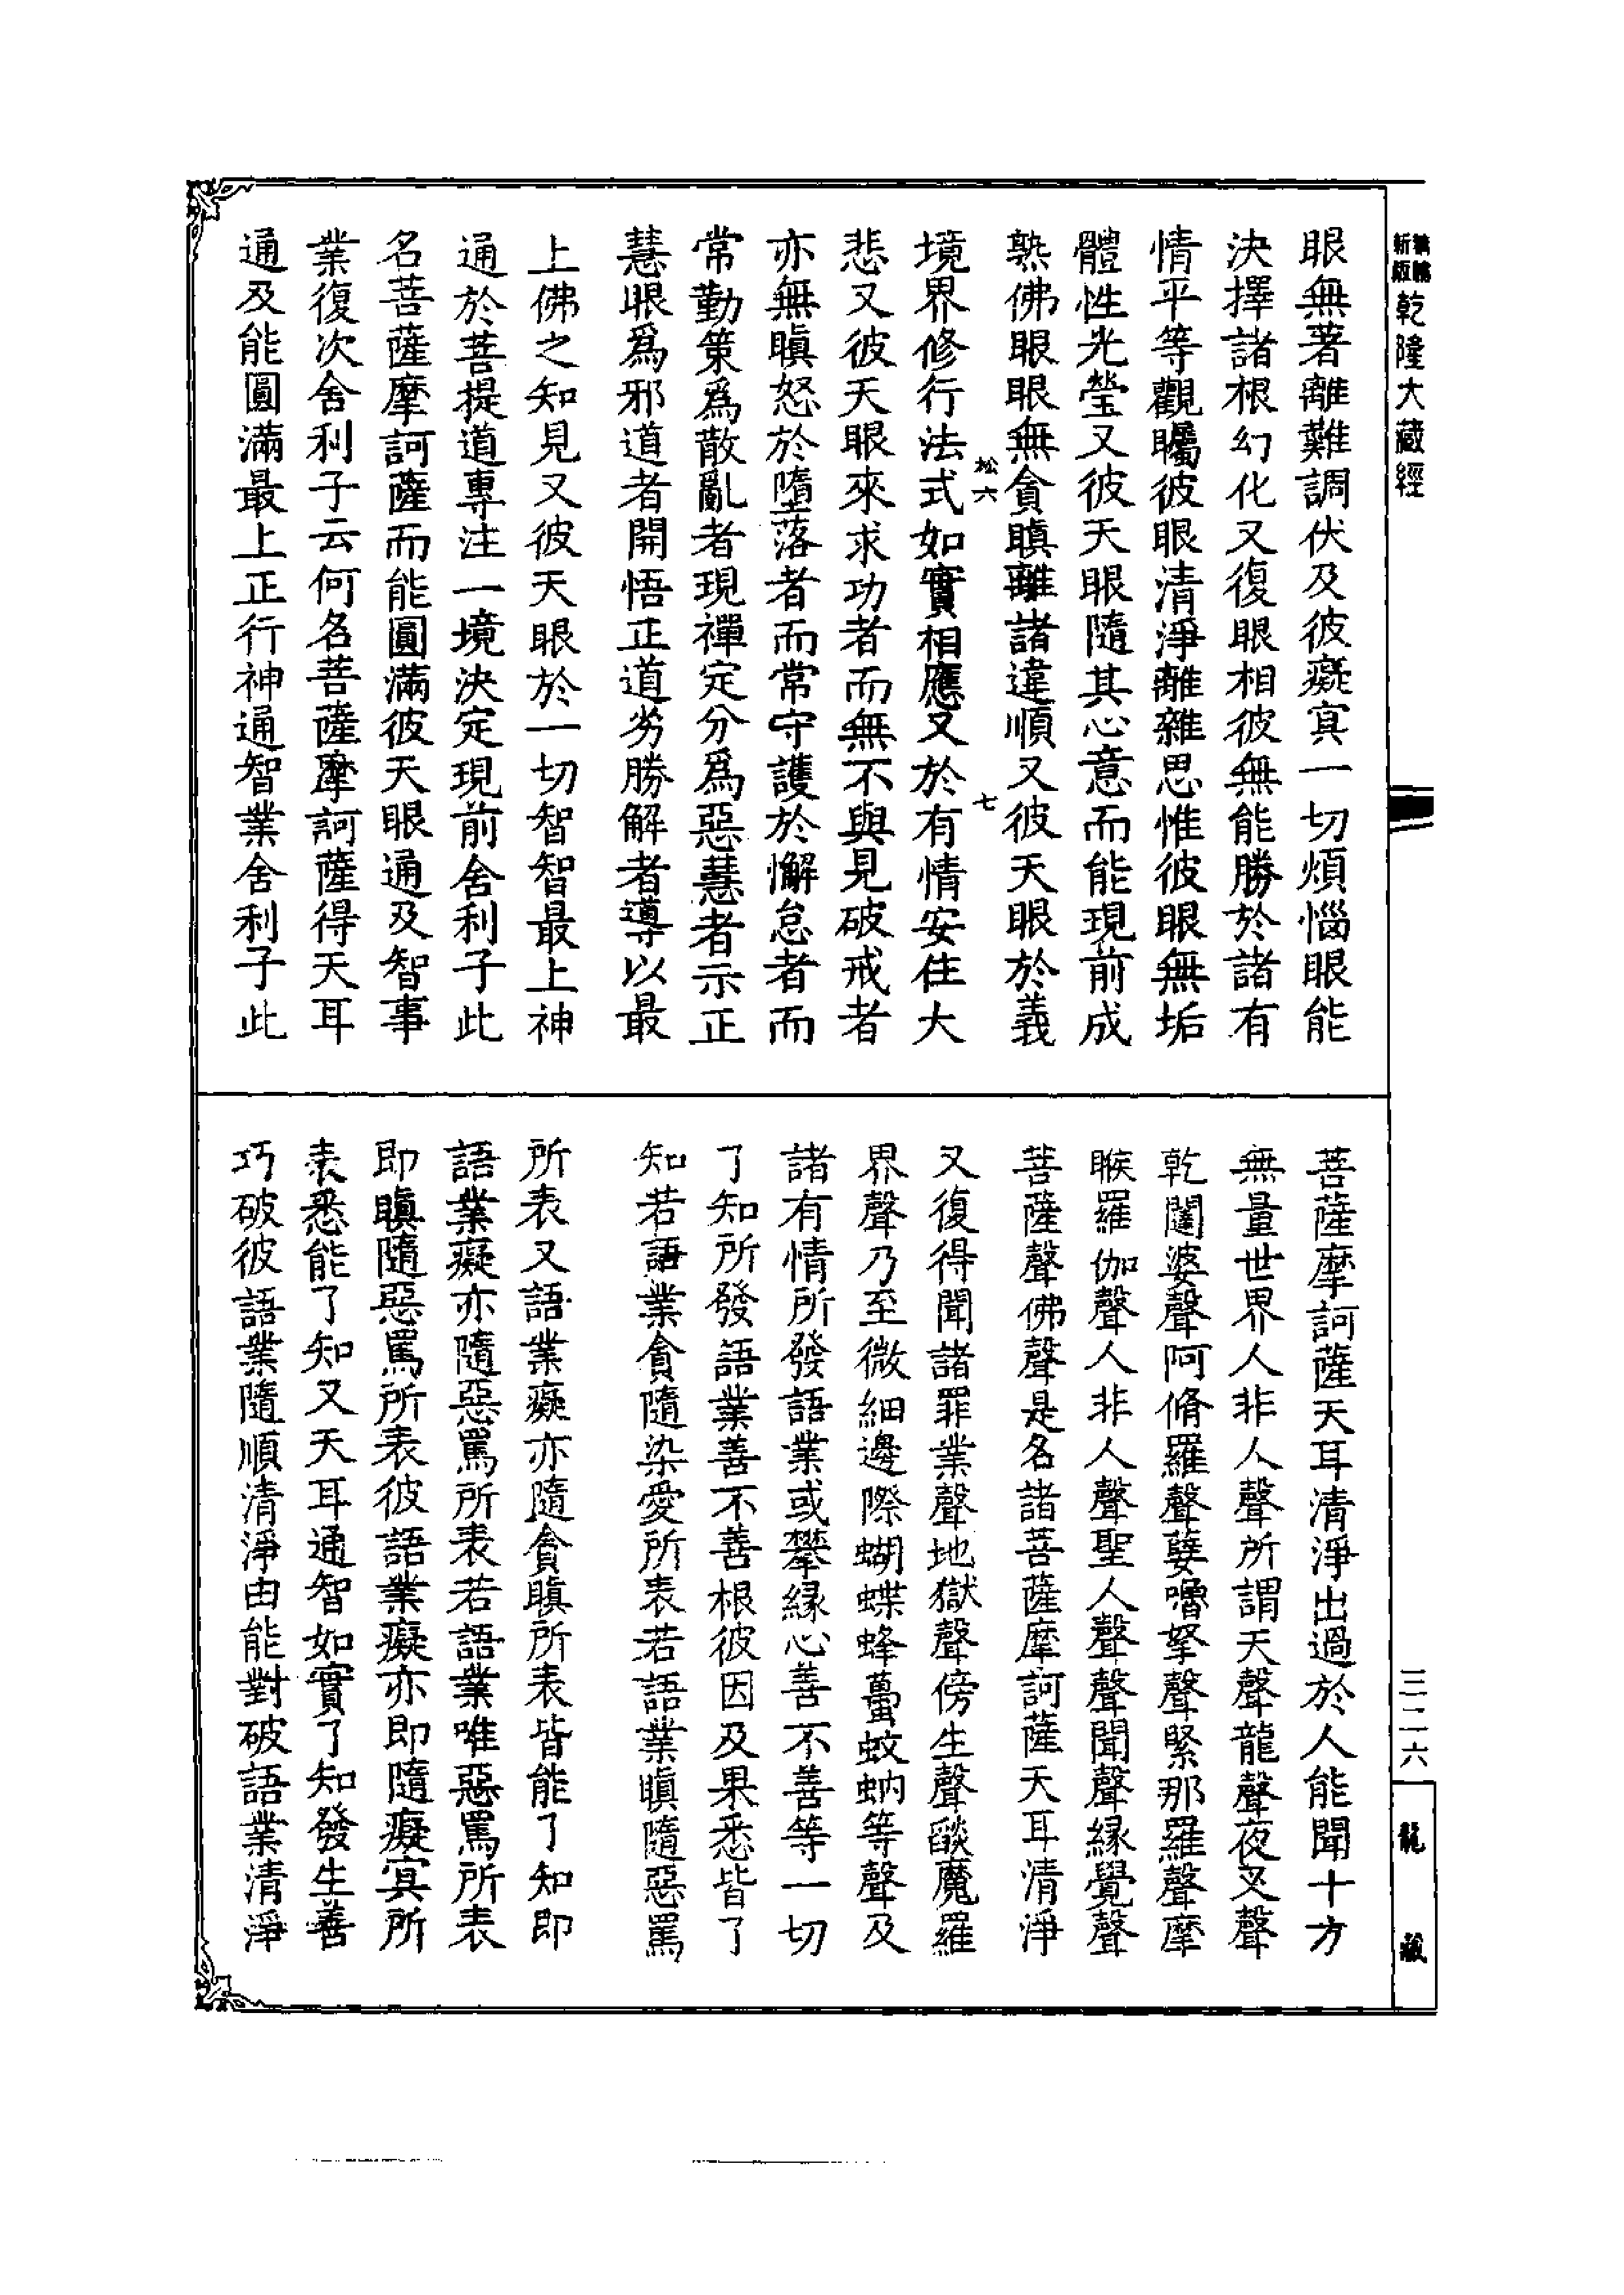 新版
乾隆大藏經
眼無著離難調伏及彼癡㝠一切煩惱眼能
決擇諸根幻化又復眼相彼無能勝於諸有
情平等觀矚彼眼清淨離雜思惟彼眼無垢
體性光瑩又彼天眼隨其心意而能現前成
熟佛眼眼無貪瞋離諸違順又彼天眼於義
境界修行法式如實相應又於有情安住大
悲又彼天眼來求功者而無不與見破戒者
亦無瞋怒於墮落者而常守護於懈怠者而
常勤策爲散亂者現禪定分爲惡慧者示正
慧眼爲邪道者開悟正道劣勝解者導以最
上佛之知見又彼天眼於一切智智最上神
通於菩提道專注一境決定現前舍利子此
名菩薩摩訶薩而能圓滿彼天眼通及智事
業復次舍利子云何名菩薩摩訶薩得天耳
通及能圓滿最上正行神通智業舍利子此
六
七
菩薩摩訶薩天耳清淨出過於人能聞十方
無量世界人非人聲所謂天聲龍聲夜叉聲
乾闥婆聲阿脩羅聲蘖嚕拏聲緊那羅聲摩
睺羅伽聲人非人聲聖人聲聲聞聲緣覺聲
菩薩聲佛聲是名諸菩薩摩訶薩天耳清淨
又復得聞諸罪業聲地獄聲傍生聲燄魔羅
界聲乃至微細邊際蝴蝶蜂蠆蚊蚋等聲及
諸有情所發語業或攀緣心善不善等一切
了知所發語業善不善根彼因及果悉皆了
知若語業貪隨染愛所表若語業瞋隨惡罵
所表又語業癡亦隨貪瞋所表皆能了知即
語業癡亦隨惡罵所表若語業唯惡罵所表
即瞋隨惡罵所表彼語業癡亦即隨癡㝠所
表悉能了知又天耳通智如實了知發生善
巧破彼語業隨順清淨由能對破語業清淨
三二六
龍藏